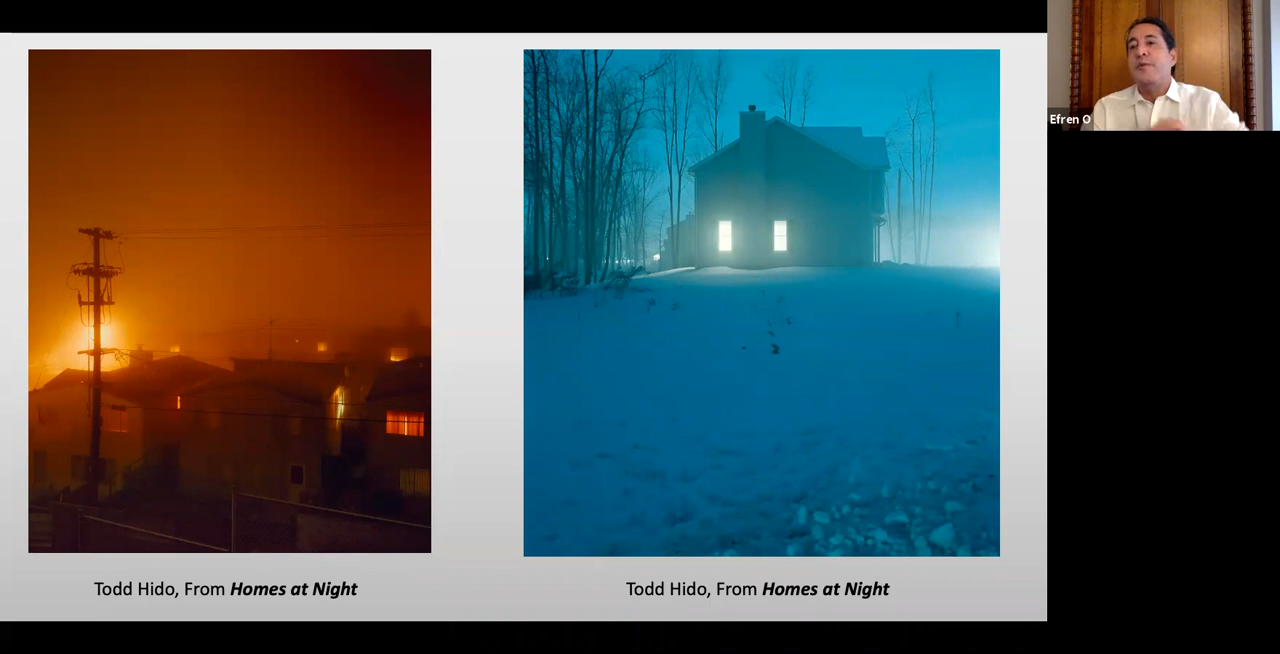 Efren O
Todd Hido, From Homes at Night
Todd Hido, From Homes at Night